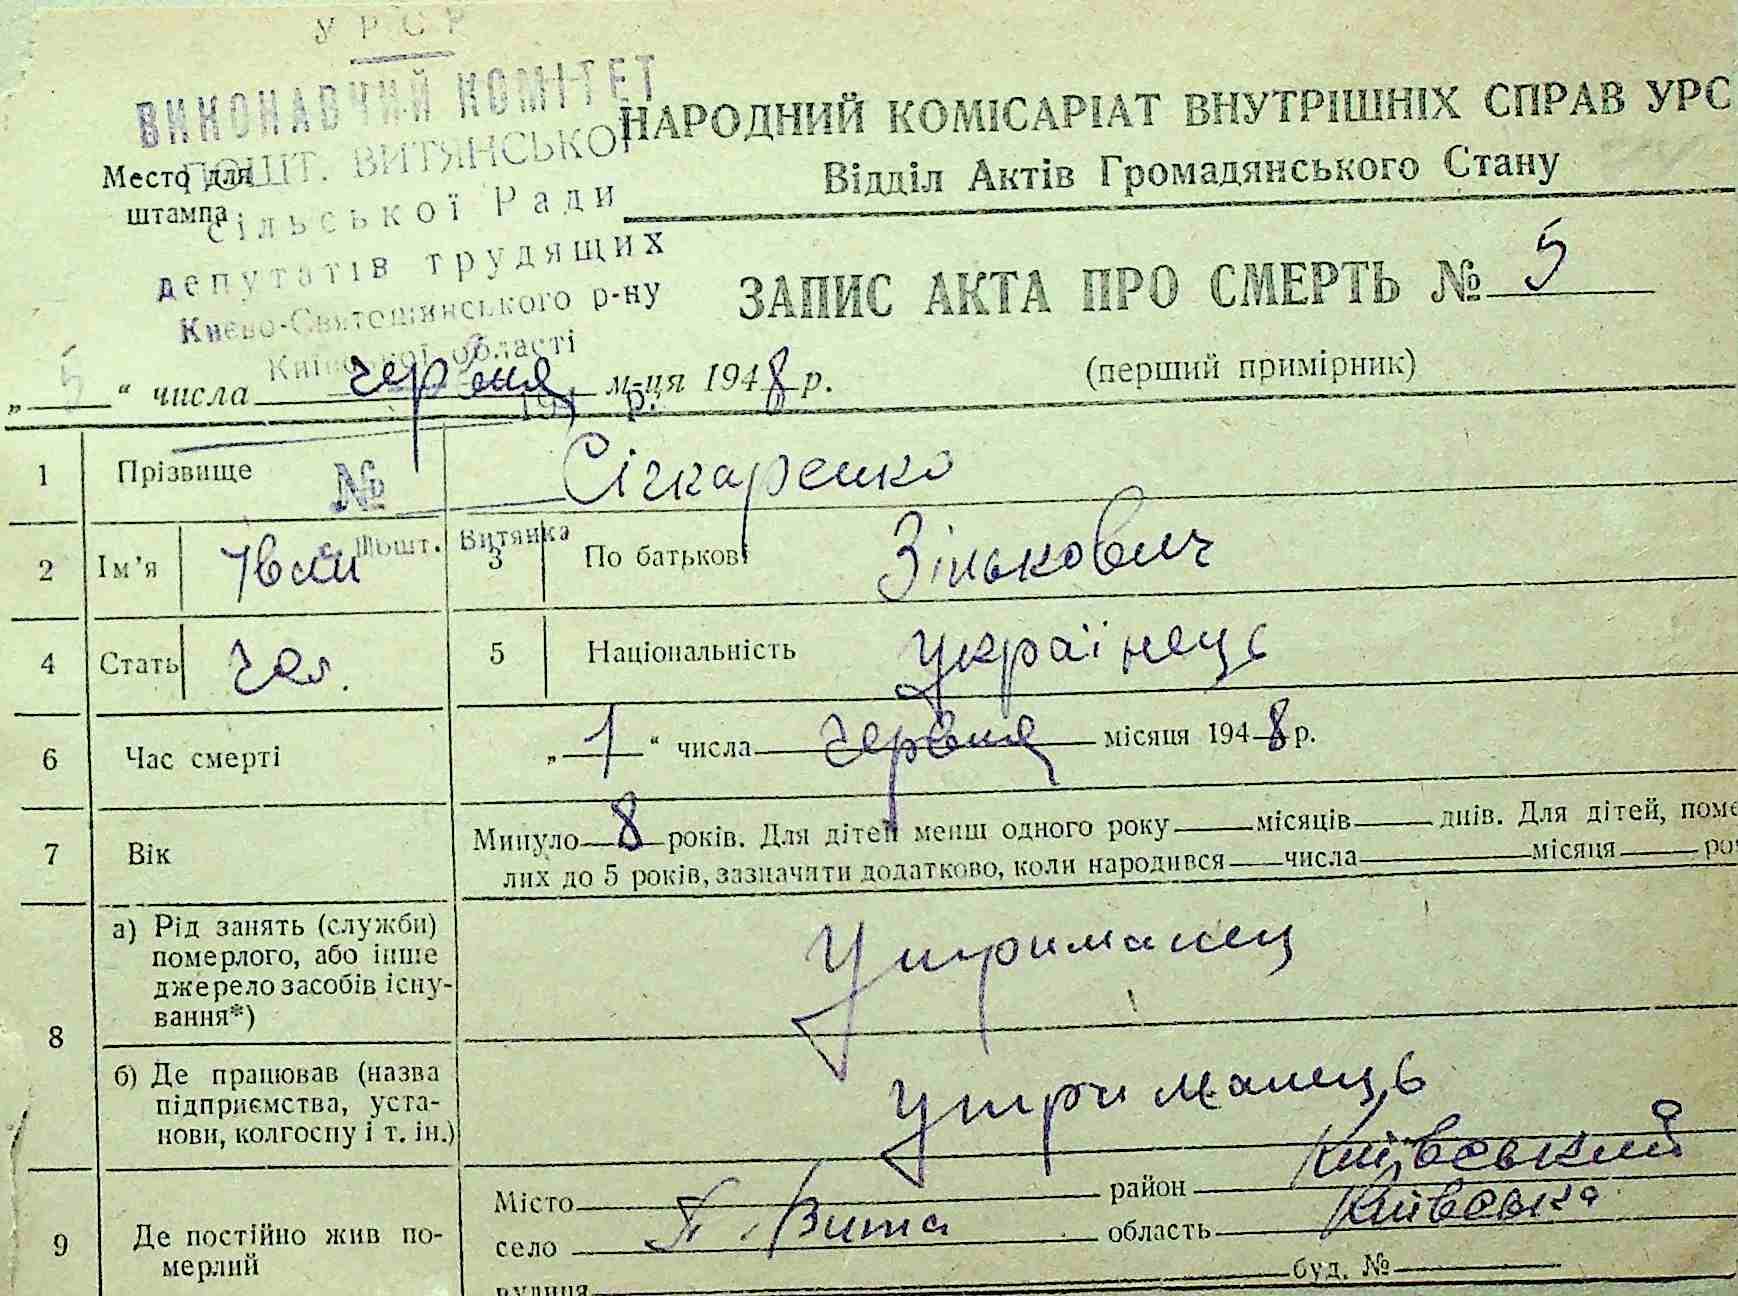 УРСР
ВИКОНАВЧИЙ КОМІТЕТ
ПОШТ. ВИТЯНСЬКОЇ
Сільської Ради
депутатів трудящих
Києво-Святошинського р-ну
Київської області
194 р.
№
с. Пошт. Витянка
Место для
штампа
НАРОДНИЙ КОМІСАРІАТ ВНУТРІШНІХ СПРАВ УРС
Відділ Актів Громадянського Стану
ЗАПИС АКТА ПРО СМЕРТЬ № 5
(перший примірник)
„ 5 “ числа червня м-ця 1948 р.
1 Прізвище Січкаренко
2 Ім'я Іван 3 По батькові Зінькович
4 Стать чол. 5 Національність українець
6 Час смерті „ 1 “ числа червня місяця 1948 р.
7 Вік Минуло 8 років. Для дітей менш одного року місяців днів. Для дітей, поме
лих до 5 років, зазначити додатково, коли народився числа місяця ро
8 а) Рід занять (служби)
померлого, або інше
джерело засобів існу-
вання*)
Утриманец
б) Де працював (назва
підприємства, уста-
нови, колгоспу і т. ін.)
Утриманець
9 Де постійно жив по-
мерлий
Місто район Київський
село П. Вита область Київська
вулиця буд. №